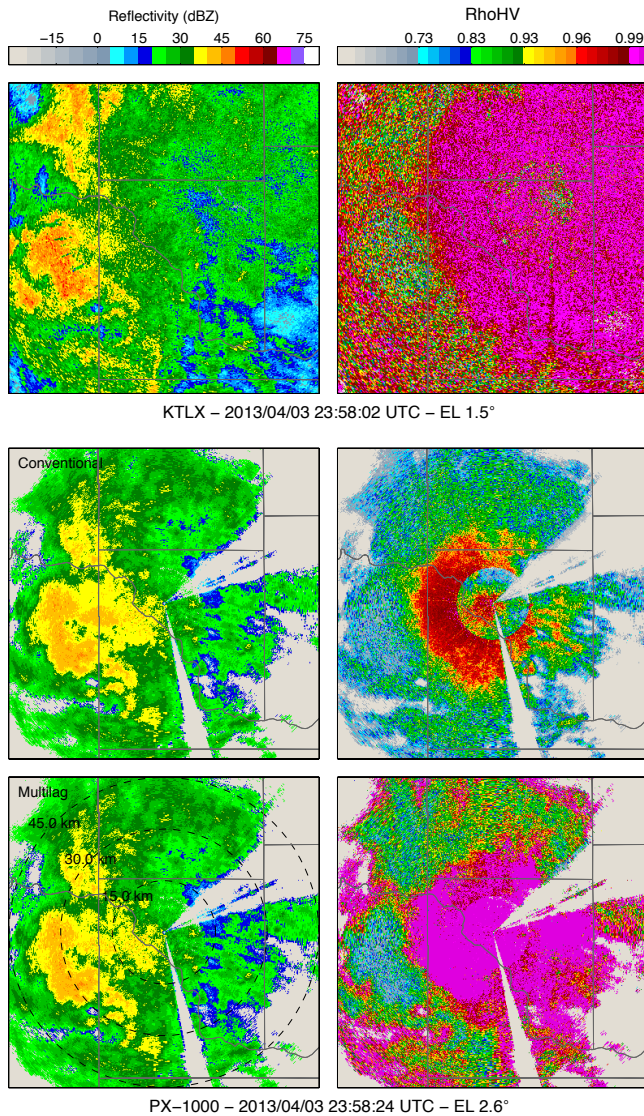 Reflectivity (dBZ)
RhoHV
−15 0 15 30 45 60 75
0.73 0.83 0.93 0.96 0.99
KTLX − 2013/04/03 23:58:02 UTC − EL 1.5°
Conventional
Multilag
45.0 km
30.0 km
15.0 km
PX−1000 − 2013/04/03 23:58:24 UTC − EL 2.6°